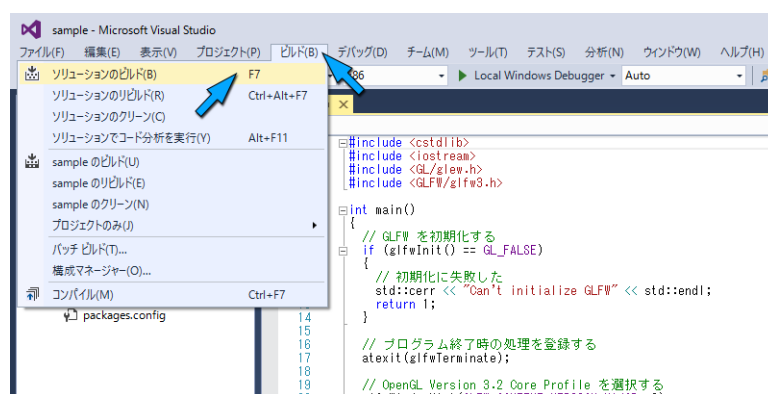 sample - Microsoft Visual Studio
ファイル(F) 編集(E) 表示(V) プロジェクト(P) ビルド(B) デバッグ(D) チーム(M) ツール(T) テスト(S) 分析(N) ウィンドウ(W) ヘルプ(H)
86 Local Windows Debugger Auto
ソリューションのビルド(B) F7
ソリューションのリビルド(R) Ctrl+Alt+F7
ソリューションのクリーン(C)
ソリューションでコード分析を実行(Y) Alt+F11
sample のビルド(U)
sample のリビルド(E)
sample のクリーン(N)
プロジェクトのみ(J)
バッチ ビルド(T)...
構成マネージャー(O)...
コンパイル(M) Ctrl+F7
packages.config
#include <cstdlib>
#include <iostream>
#include <GL/glew.h>
#include <GLFW/glfw3.h>
int main()
{
// GLFW を初期化する
if (glfwInit() == GL_FALSE)
{
// 初期化に失敗した
std::cerr << "Can't initialize GLFW" << std::endl;
return 1;
14 }
15
16 // プログラム終了時の処理を登録する
17 atexit(glfwTerminate);
18
19 // OpenGL Version 3.2 Core Profile を選択する